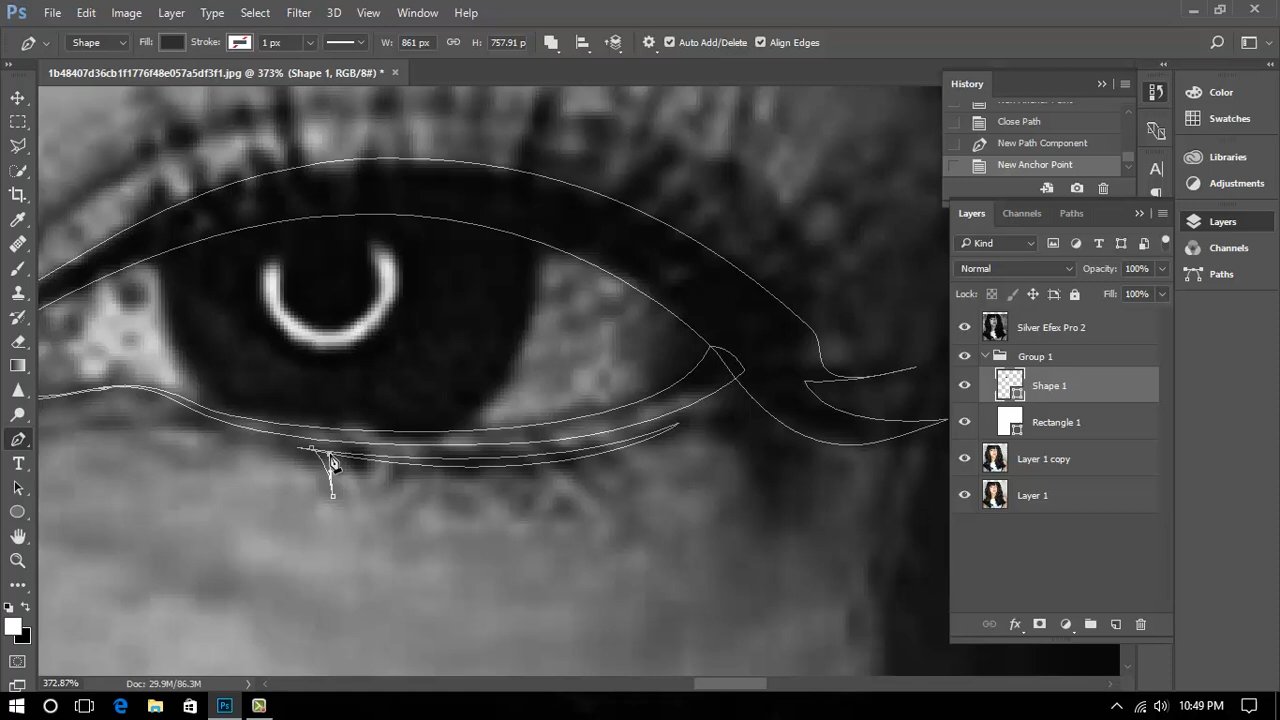 Ps File Edit Image Layer Type Select Filter 3D View Window Help
Shape Fill: Stroke: 1 px W: 861 px H: 757.91 p Auto Add/Delete Align Edges
1b48407d36cb1f1776f48e057a5df3f1.jpg @ 373% (Shape 1, RGB/8#) * ×
History
Close Path
New Path Component
New Anchor Point
Color
Swatches
Libraries
Adjustments
Layers
Channels
Paths
Layers Channels Paths
Kind
Normal Opacity: 100%
Lock: Fill: 100%
Silver Efex Pro 2
Group 1
Shape 1
Rectangle 1
Layer 1 copy
Layer 1
372.87% Doc: 29.9M/86.3M
10:49 PM